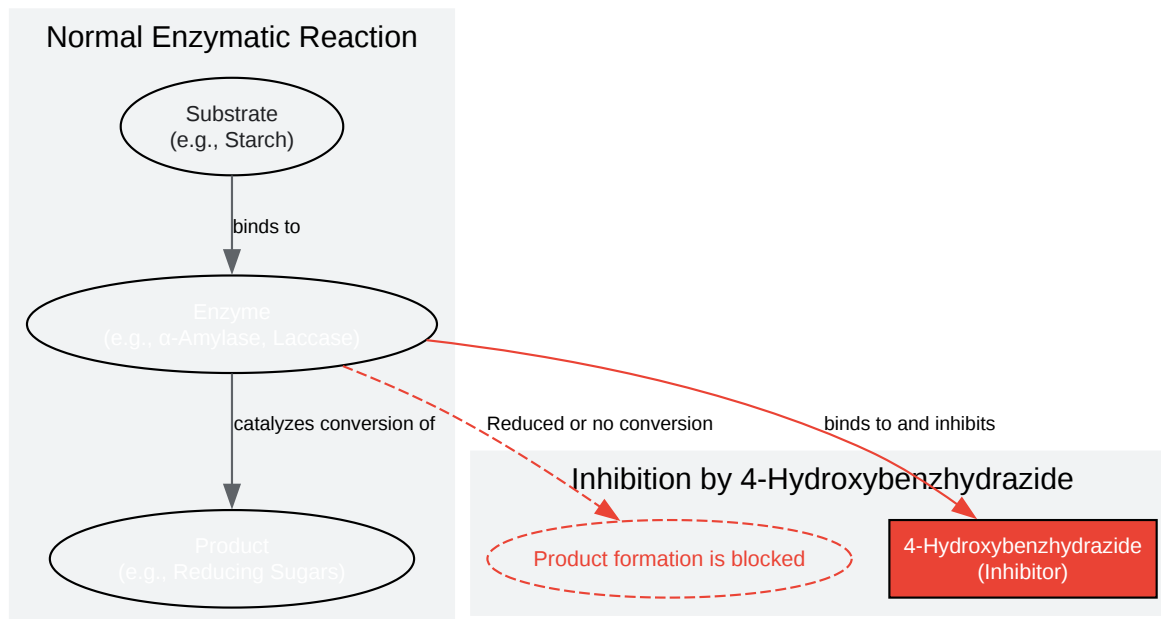 Normal Enzymatic Reaction
Substrate
(e.g., Starch)
binds to
Enzyme
(e.g., α-Amylase, Laccase)
catalyzes conversion of
Reduced or no conversion
binds to and inhibits
Inhibition by 4-Hydroxybenzhydrazide
Product
(e.g., Reducing Sugars)
Product formation is blocked
4-Hydroxybenzhydrazide
(Inhibitor)